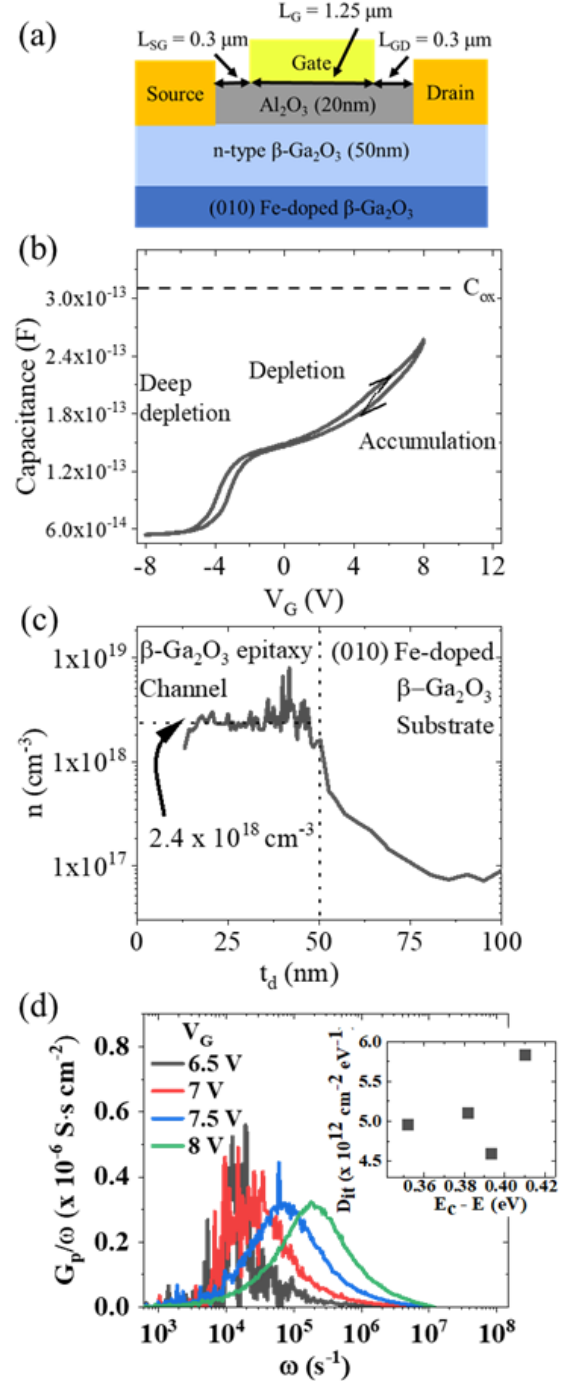 (a)
L_G = 1.25 μm
L_SG = 0.3 μm
L_GD = 0.3 μm
Gate
Source
Drain
Al₂O₃ (20nm)
n-type β-Ga₂O₃ (50nm)
(010) Fe-doped β-Ga₂O₃
(b)
Capacitance (F)
3.0x10⁻¹³
2.4x10⁻¹³
1.8x10⁻¹³
1.2x10⁻¹³
6.0x10⁻¹⁴
C_ox
Deep
depletion
Depletion
Accumulation
-8 -4 0 4 8 12
V_G (V)
(c)
n (cm⁻³)
1x10¹⁹
1x10¹⁸
1x10¹⁷
β-Ga₂O₃ epitaxy
Channel
(010) Fe-doped
β–Ga₂O₃
Substrate
2.4 x 10¹⁸ cm⁻³
0 25 50 75 100
t_d (nm)
(d)
G_p/ω (x 10⁻⁶ S·s cm⁻²)
0.8
0.6
0.4
0.2
0.0
V_G
6.5 V
7 V
7.5 V
8 V
D_it (x 10¹² cm⁻² eV⁻¹)
6.0
5.5
5.0
4.5
0.36 0.38 0.40 0.42
E_C - E (eV)
10³ 10⁴ 10⁵ 10⁶ 10⁷ 10⁸
ω (s⁻¹)